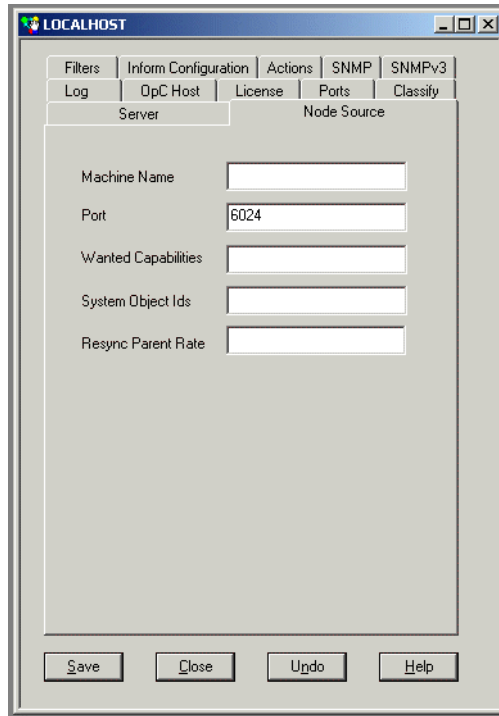 LOCALHOST
Filters Inform Configuration Actions SNMP SNMPv3
Log OpC Host License Ports Classify
Server Node Source
Machine Name
Port 6024
Wanted Capabilities
System Object Ids
Resync Parent Rate
Save Close Undo Help